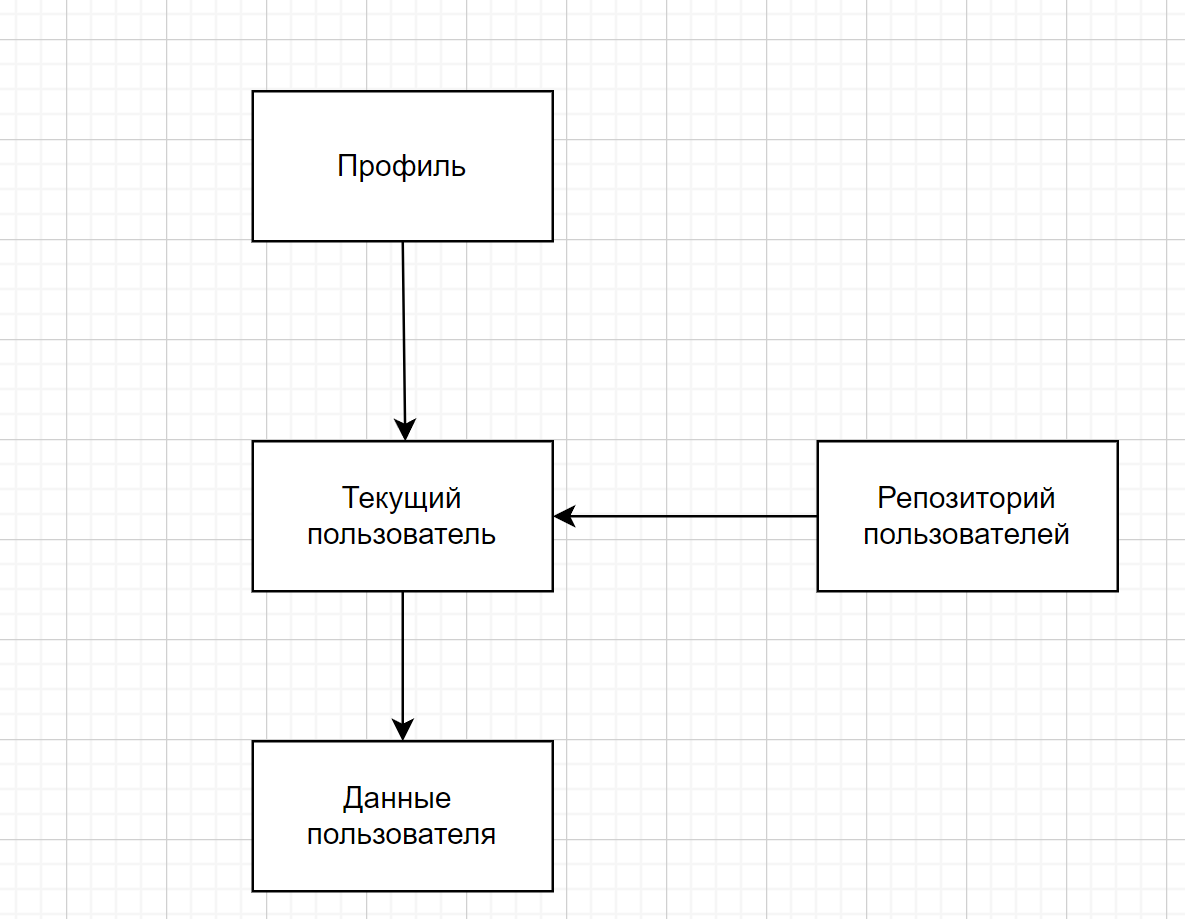 Профиль
Текущий
пользователь
Репозиторий
пользователей
Данные
пользователя